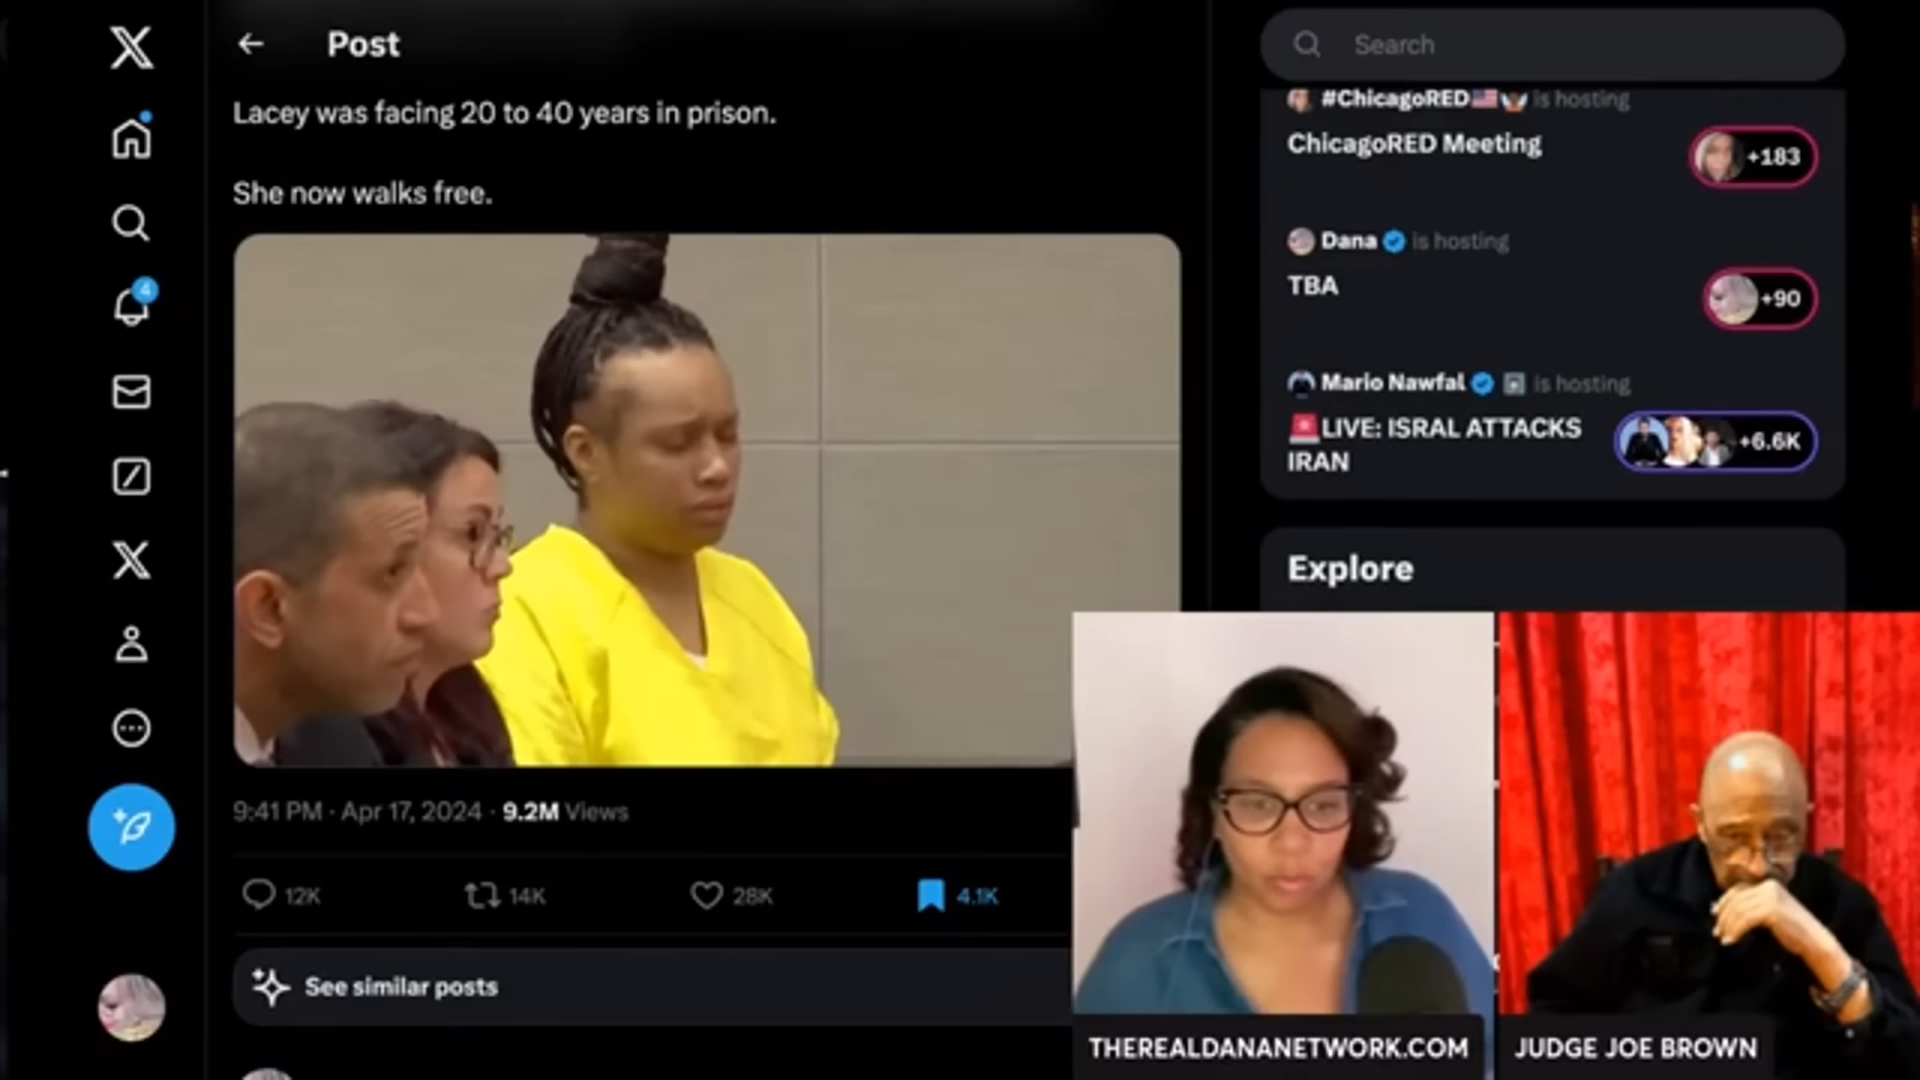 Post
Lacey was facing 20 to 40 years in prison.
She now walks free.
9:41 PM · Apr 17, 2024 · 9.2M Views
12K
14K
28K
4.1K
See similar posts
4
Search
#ChicagoRED🇺🇸 is hosting
ChicagoRED Meeting
+183
Dana is hosting
TBA
+90
Mario Nawfal is hosting
🚨LIVE: ISRAL ATTACKS
IRAN
+6.6K
Explore
THEREALDANANETWORK.COM
JUDGE JOE BROWN